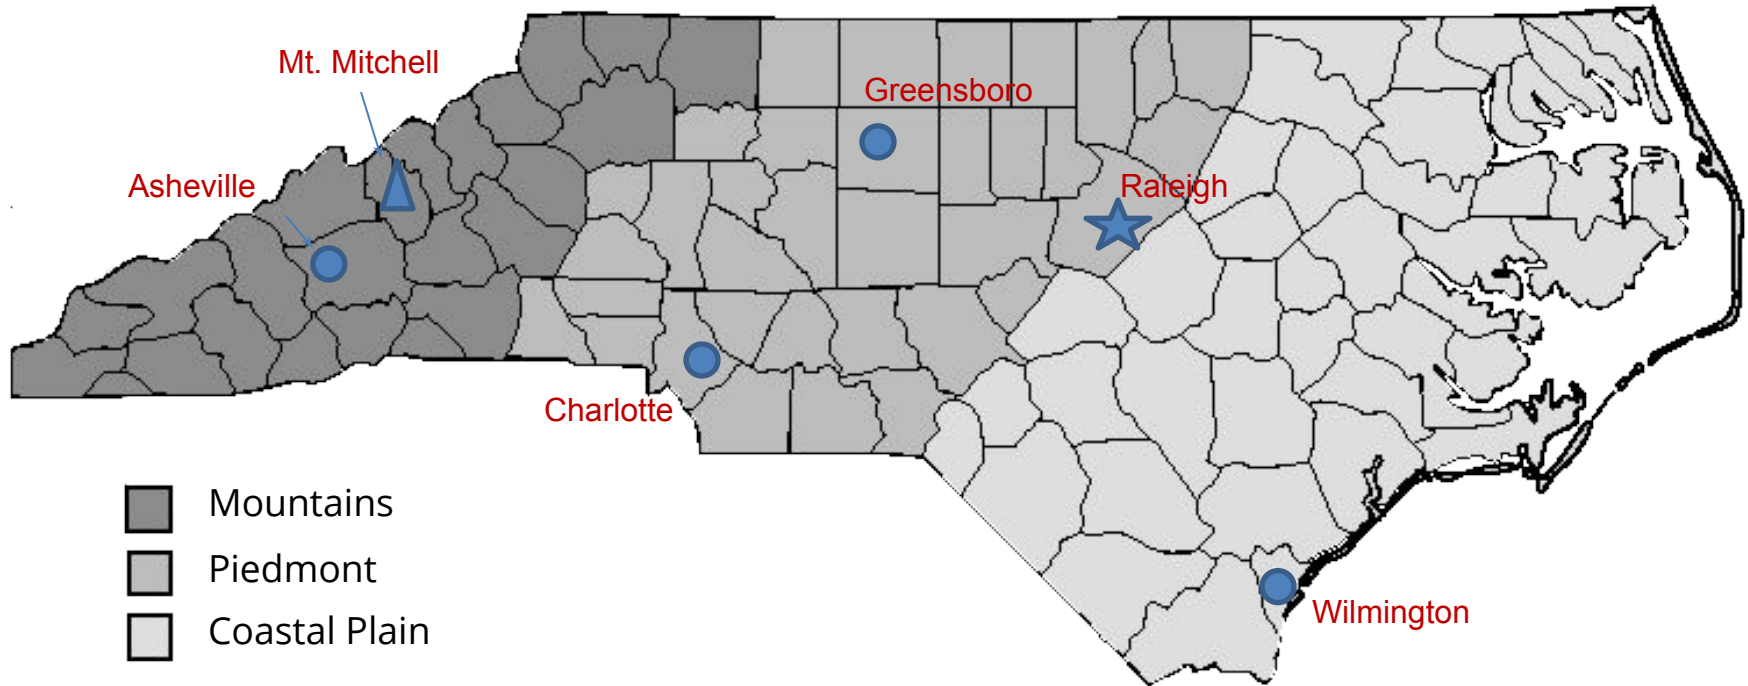 Mt. Mitchell
Greensboro
Asheville
Raleigh
Charlotte
Mountains
Piedmont
Coastal Plain
Wilmington